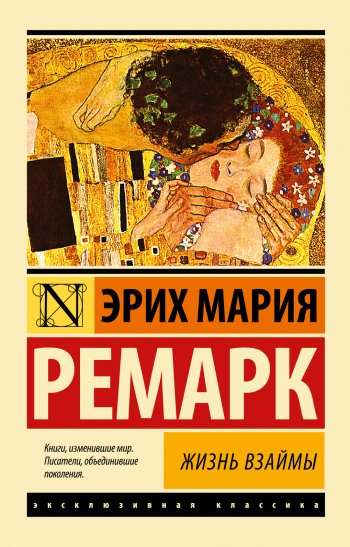 N
ЭРИХ МАРИЯ
РЕМАРК
Книги, изменившие мир.
Писатели, объединившие
поколения.
ЖИЗНЬ ВЗАЙМЫ
эксклюзивная классика